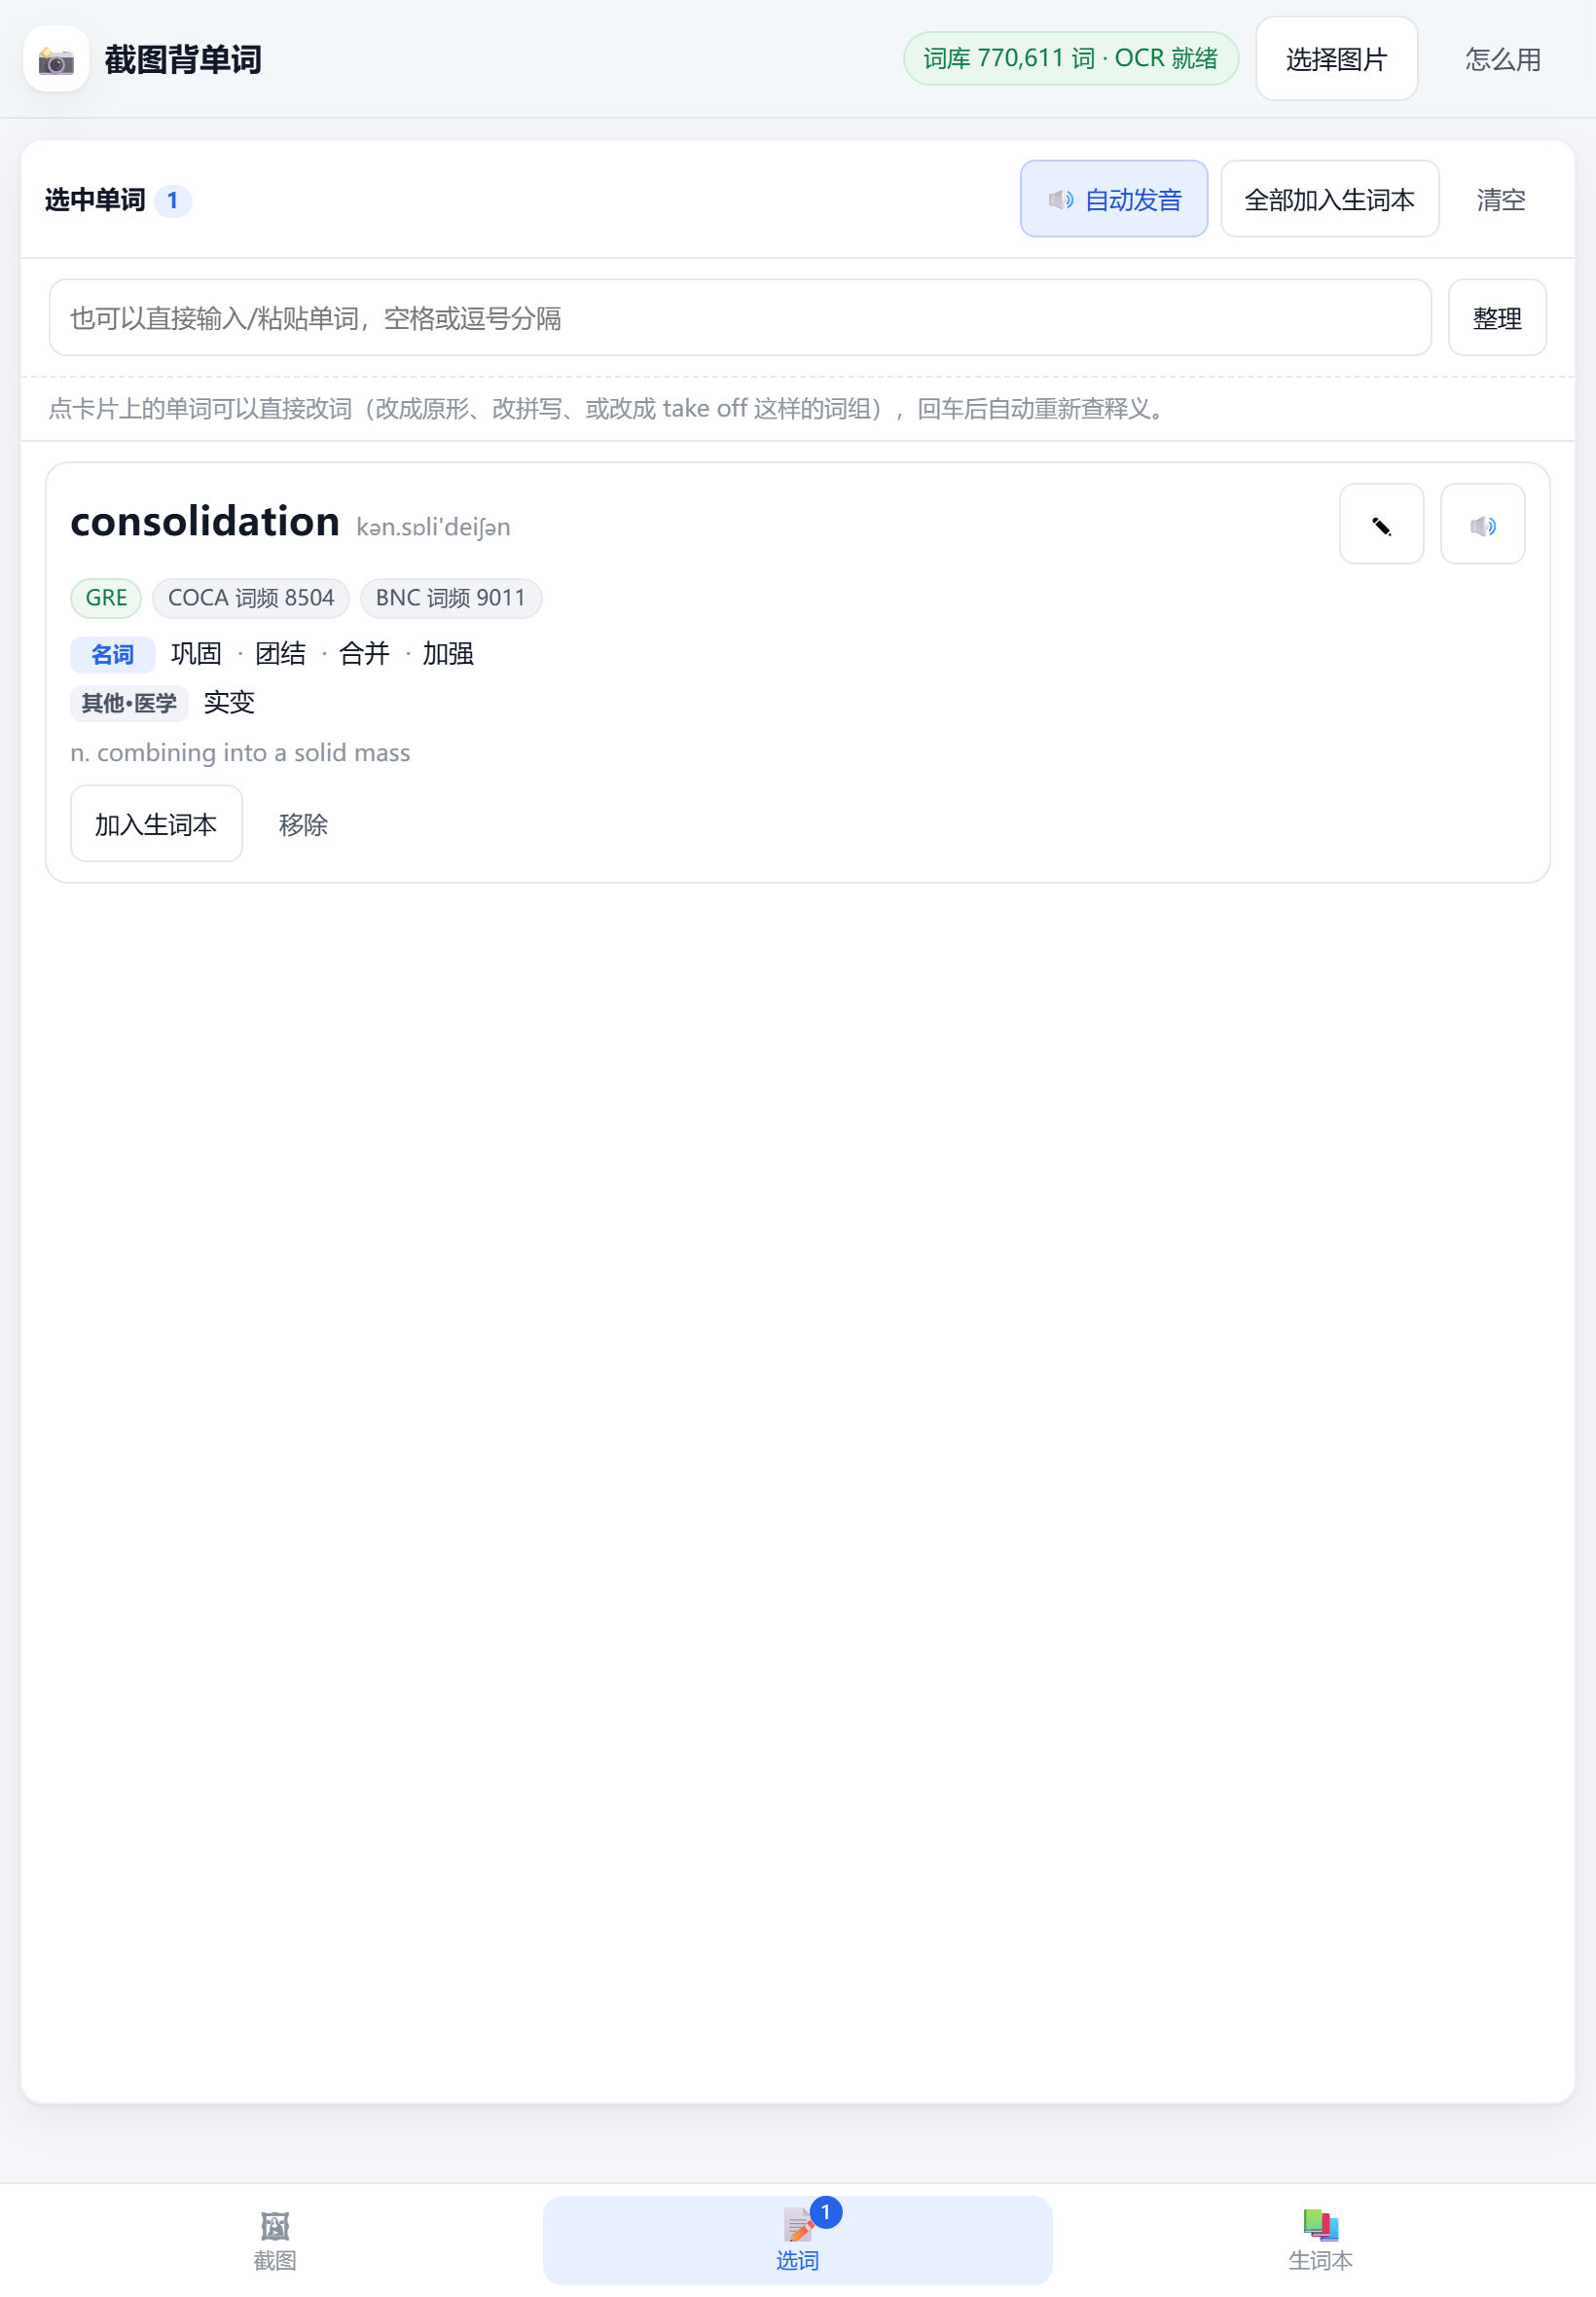 截图背单词
词库 770,611 词 · OCR 就绪
选择图片
怎么用
选中单词 1
自动发音
全部加入生词本
清空
也可以直接输入/粘贴单词，空格或逗号分隔
整理
点卡片上的单词可以直接改词（改成原形、改拼写、或改成 take off 这样的词组），回车后自动重新查释义。
consolidation kən.sɒli'deiʃən
GRE COCA 词频 8504 BNC 词频 9011
名词 巩固 · 团结 · 合并 · 加强
其他•医学 实变
n. combining into a solid mass
加入生词本 移除
截图
1
选词
生词本